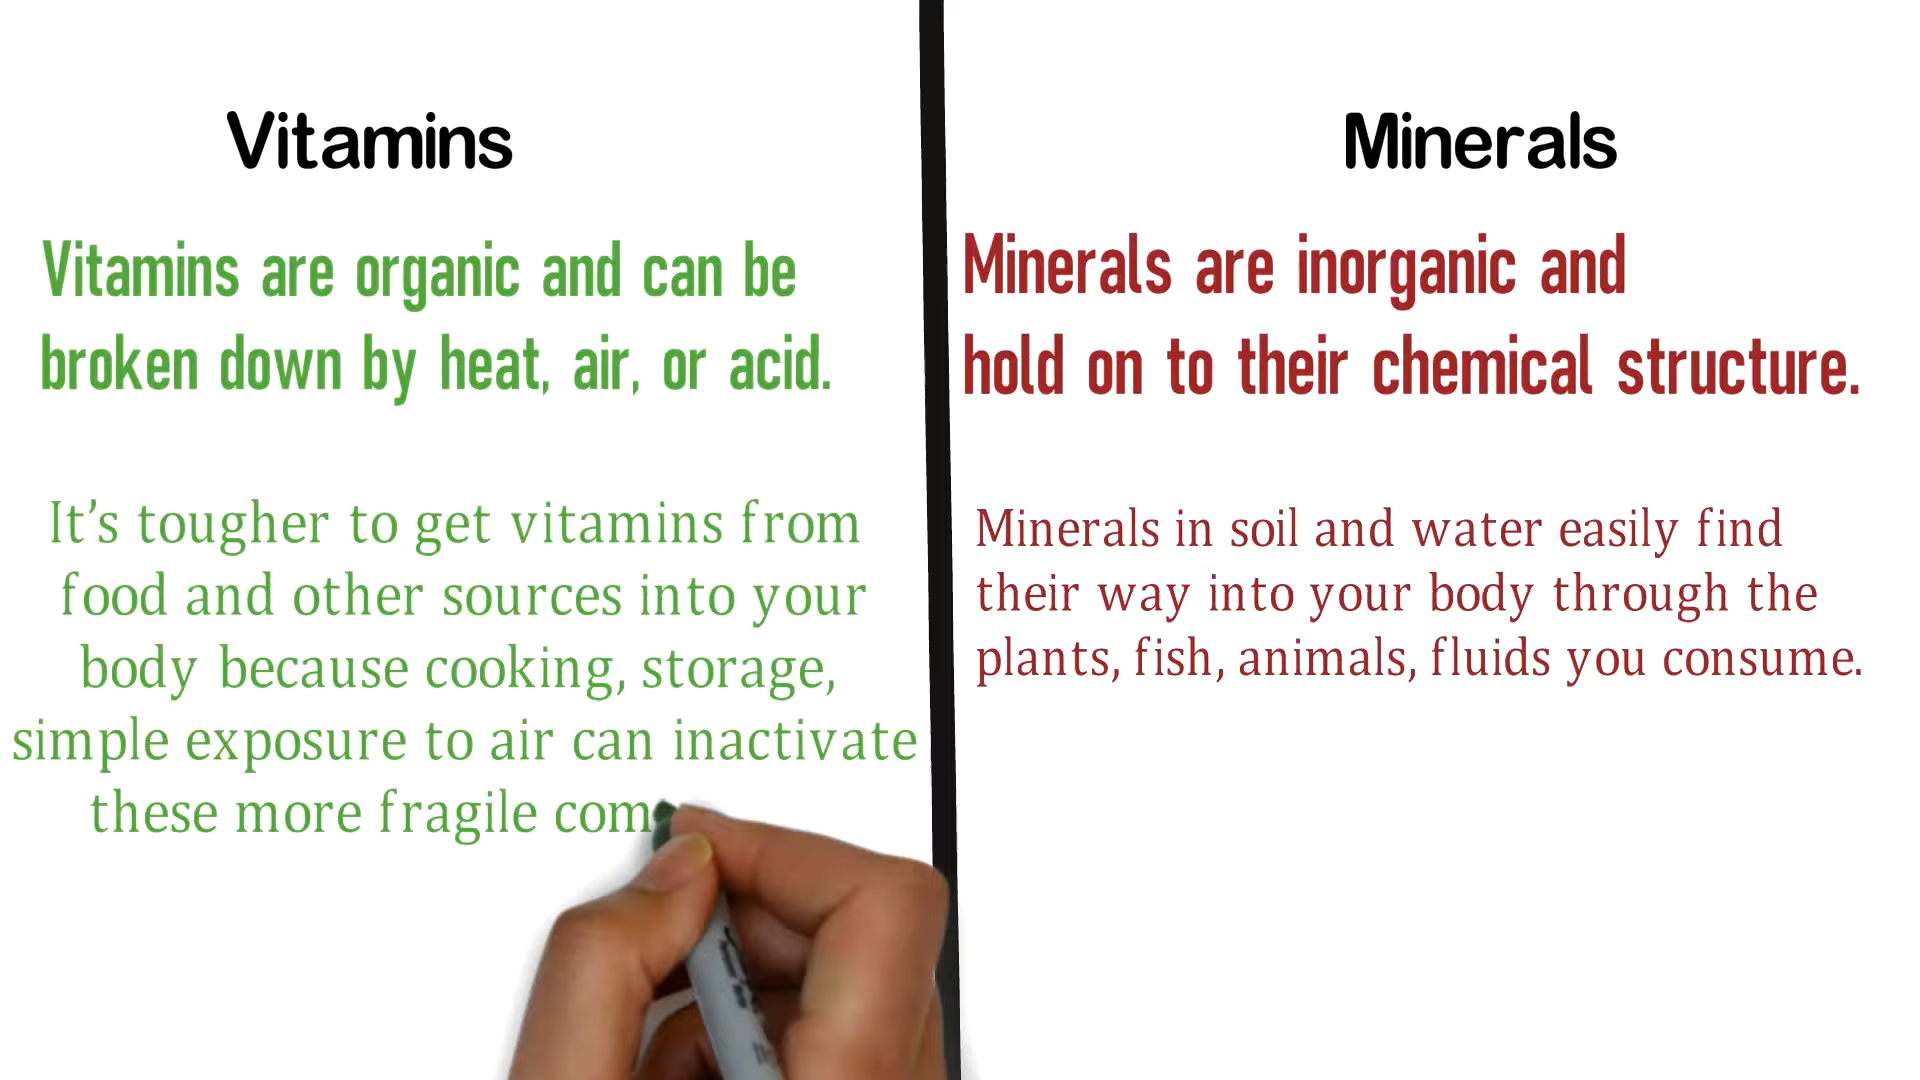 Vitamins
Vitamins are organic and can be
broken down by heat, air, or acid.
It’s tougher to get vitamins from
food and other sources into your
body because cooking, storage,
simple exposure to air can inactivate
these more fragile com
Minerals
Minerals are inorganic and
hold on to their chemical structure.
Minerals in soil and water easily find
their way into your body through the
plants, fish, animals, fluids you consume.